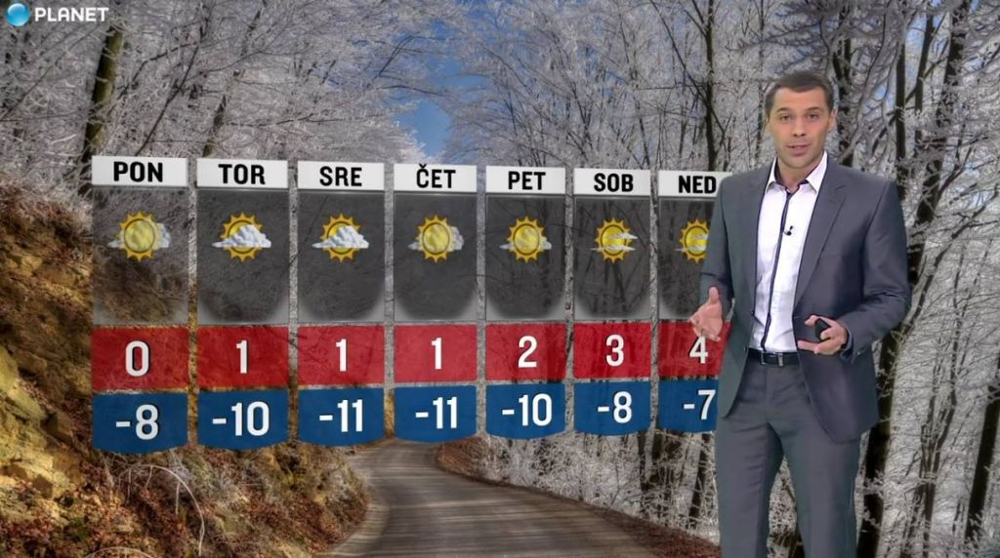 PLANET
PON TOR SRE ČET PET SOB NED
0 1 1 1 2 3 4
-8 -10 -11 -11 -10 -8 -7